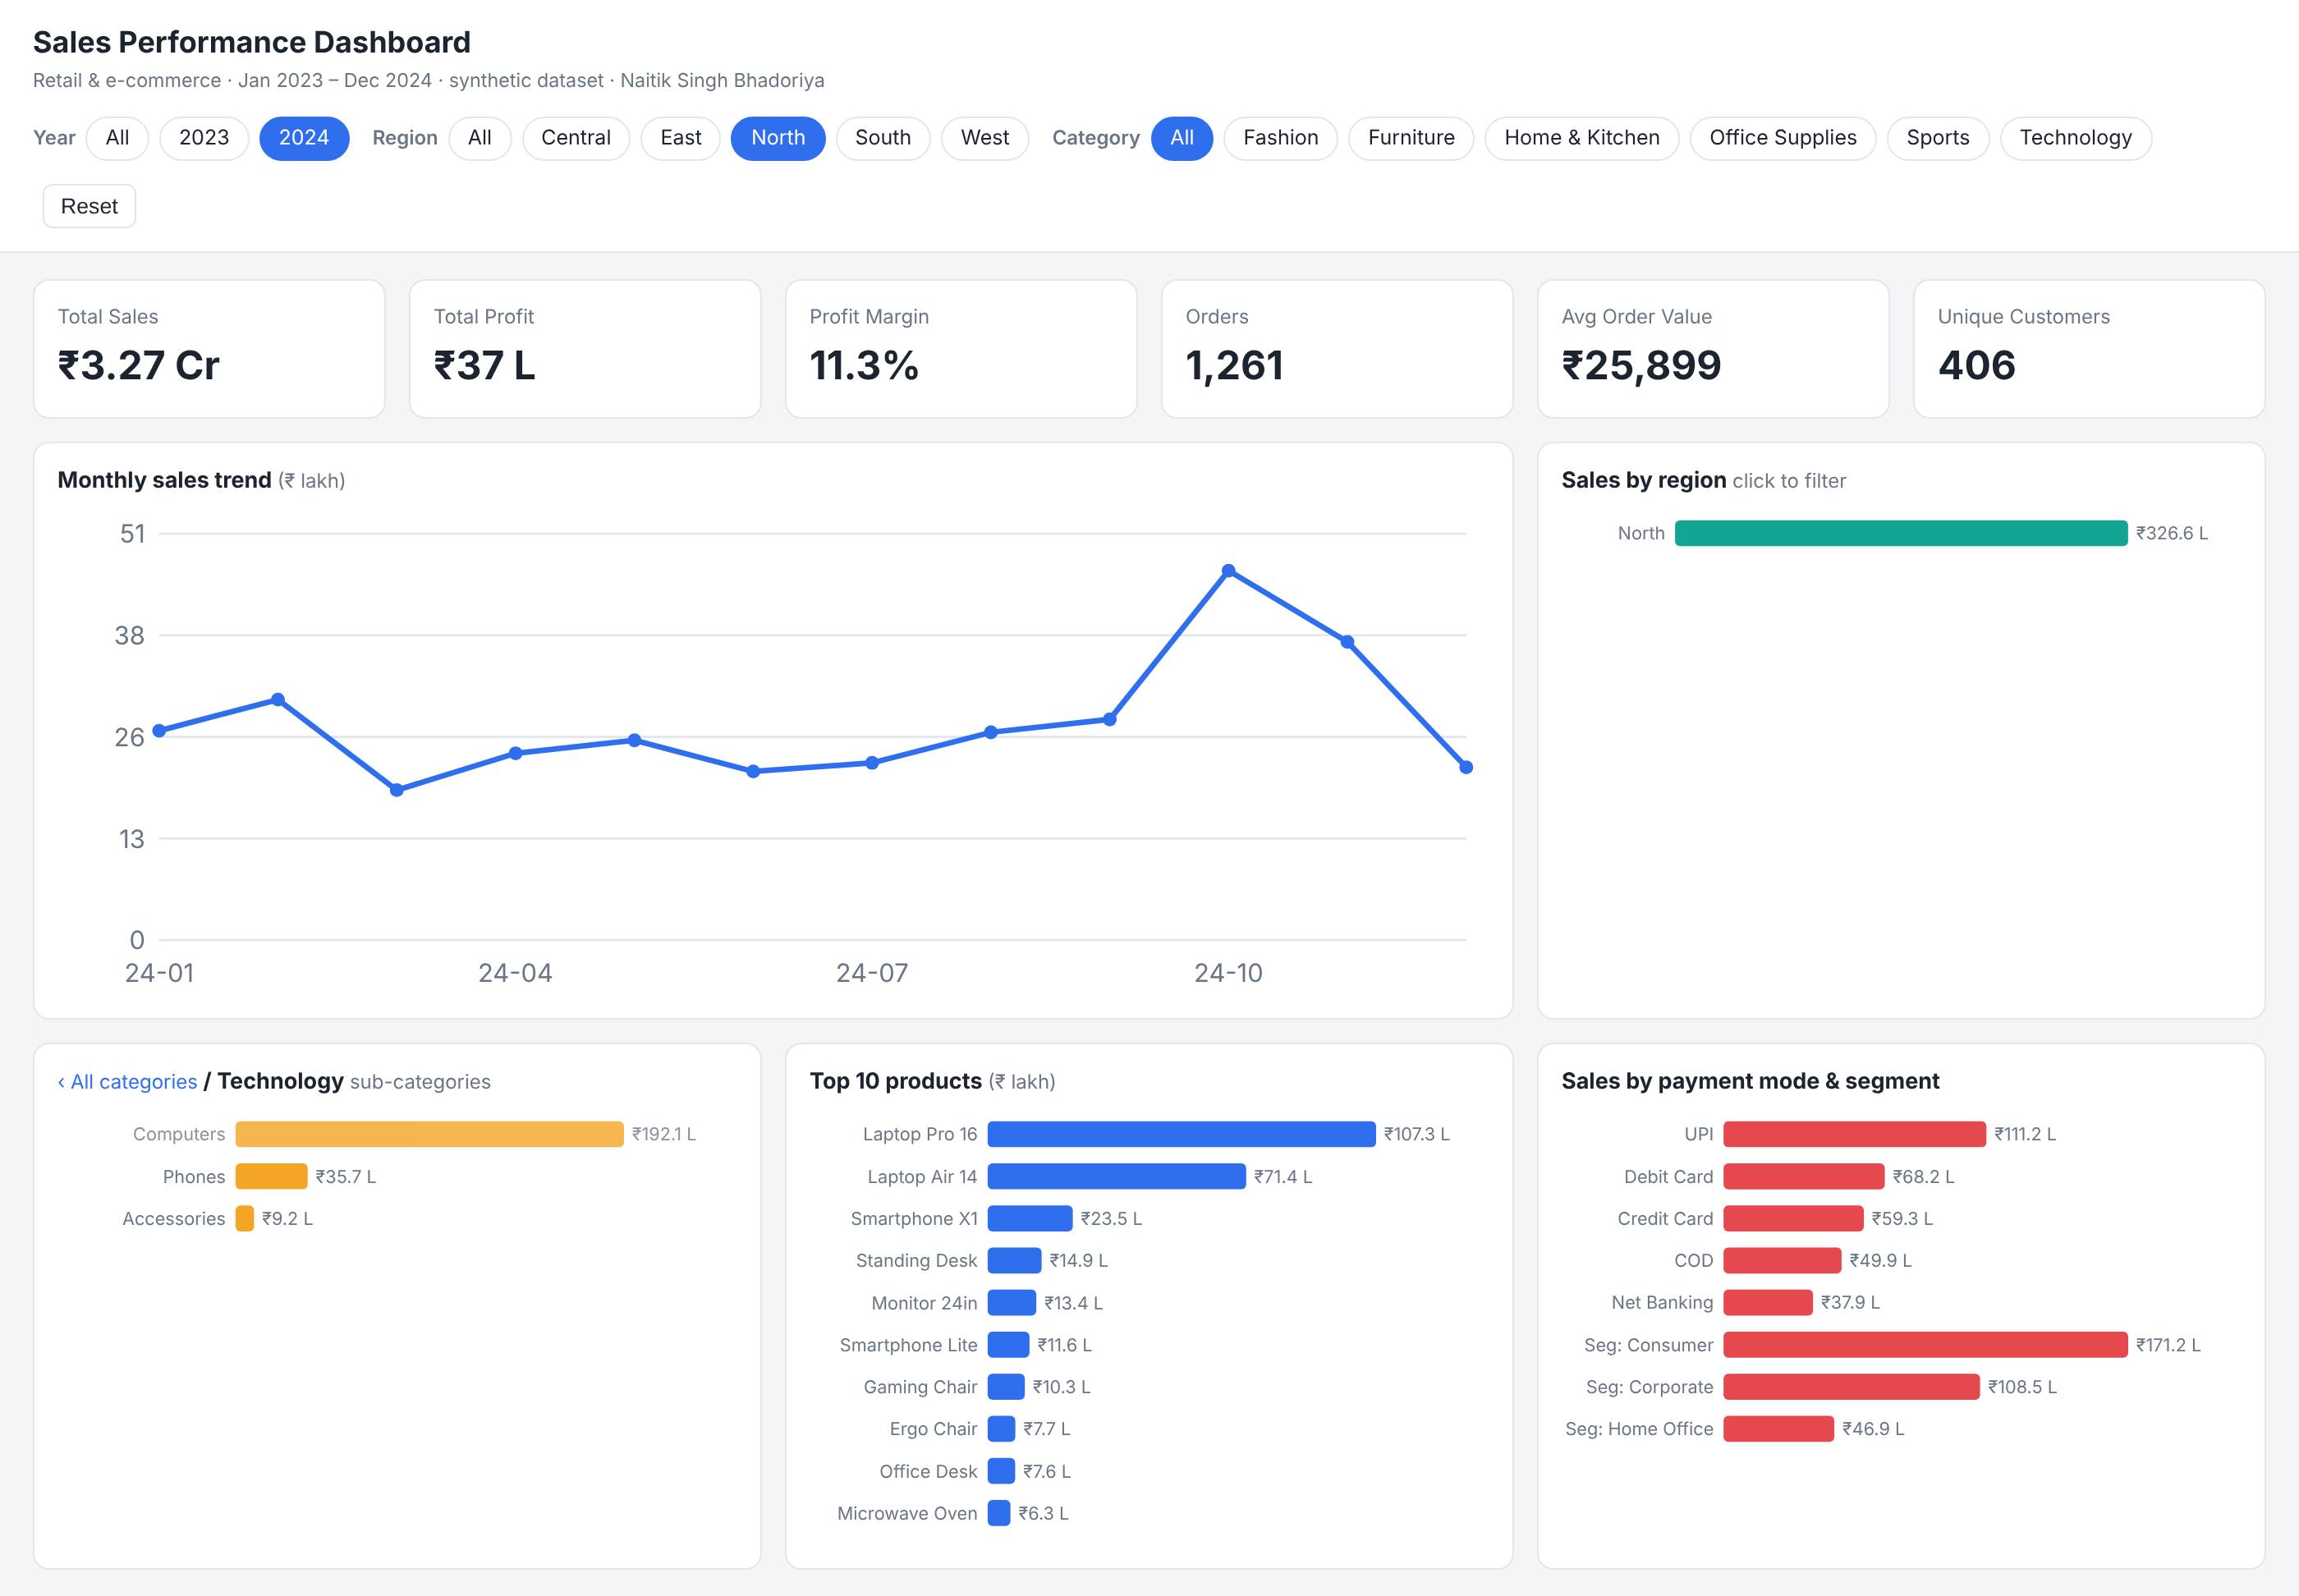 Sales Performance Dashboard
Retail & e-commerce · Jan 2023 – Dec 2024 · synthetic dataset · Naitik Singh Bhadoriya
Year All 2023 2024 Region All Central East North South West Category All Fashion Furniture Home & Kitchen Office Supplies Sports Technology
Reset
Total Sales
₹3.27 Cr
Total Profit
₹37 L
Profit Margin
11.3%
Orders
1,261
Avg Order Value
₹25,899
Unique Customers
406
Monthly sales trend (₹ lakh)
51
38
26
13
0
24-01 24-04 24-07 24-10
Sales by region click to filter
North ₹326.6 L
‹ All categories / Technology sub-categories
Computers ₹192.1 L
Phones ₹35.7 L
Accessories ₹9.2 L
Top 10 products (₹ lakh)
Laptop Pro 16 ₹107.3 L
Laptop Air 14 ₹71.4 L
Smartphone X1 ₹23.5 L
Standing Desk ₹14.9 L
Monitor 24in ₹13.4 L
Smartphone Lite ₹11.6 L
Gaming Chair ₹10.3 L
Ergo Chair ₹7.7 L
Office Desk ₹7.6 L
Microwave Oven ₹6.3 L
Sales by payment mode & segment
UPI ₹111.2 L
Debit Card ₹68.2 L
Credit Card ₹59.3 L
COD ₹49.9 L
Net Banking ₹37.9 L
Seg: Consumer ₹171.2 L
Seg: Corporate ₹108.5 L
Seg: Home Office ₹46.9 L